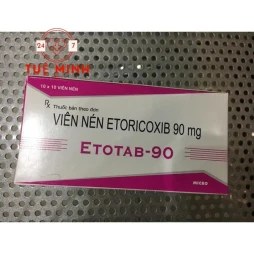 24 7
TUỆ MINH
10 x 10 VIÊN NÉN
Rx Thuốc bán theo đơn
VIÊN NÉN ETORICOXIB 90 mg
ETOTAB-90
MICRO